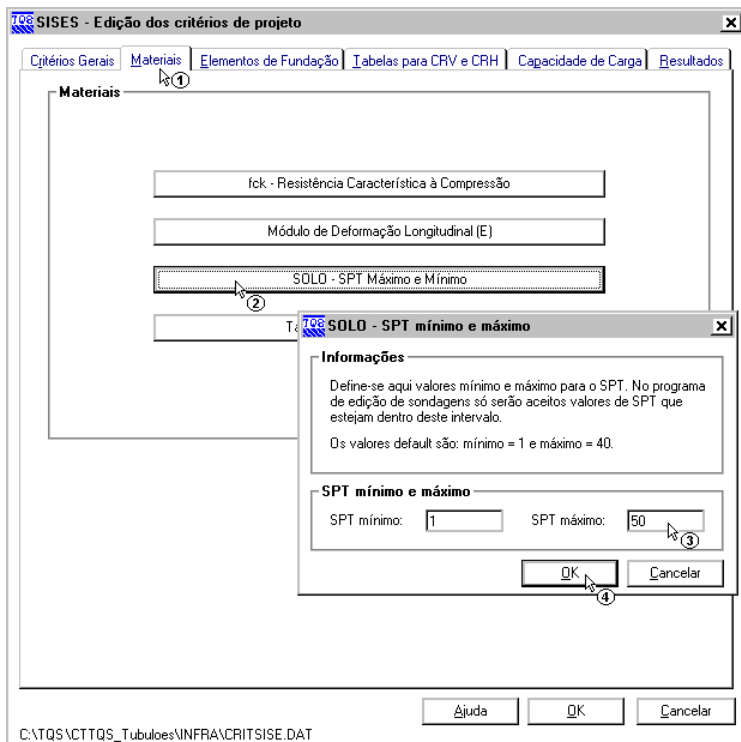 TQS SISES - Edição dos critérios de projeto
Critérios Gerais Materiais Elementos de Fundação Tabelas para CRV e CRH Capacidade de Carga Resultados
1
Materiais
fck - Resistência Característica à Compressão
Módulo de Deformação Longitudinal (E)
SOLO - SPT Máximo e Mínimo
2
TQS SOLO - SPT mínimo e máximo
Informações
Define-se aqui valores mínimo e máximo para o SPT. No programa
de edição de sondagens só serão aceitos valores de SPT que
estejam dentro deste intervalo.
Os valores default são: mínimo = 1 e máximo = 40.
SPT mínimo e máximo
SPT mínimo: 1 SPT máximo: 50
3
OK Cancelar
4
Ajuda OK Cancelar
C:\TQS\CTTQS_Tubuloes\INFRA\CRITSISE.DAT